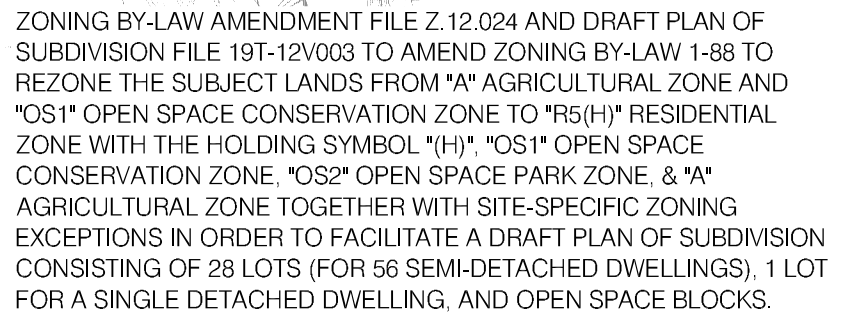 ZONING BY-LAW AMENDMENT FILE Z.12.024 AND DRAFT PLAN OF
SUBDIVISION FILE 19T-12V003 TO AMEND ZONING BY-LAW 1-88 TO
REZONE THE SUBJECT LANDS FROM "A" AGRICULTURAL ZONE AND
"OS1" OPEN SPACE CONSERVATION ZONE TO "R5(H)" RESIDENTIAL
ZONE WITH THE HOLDING SYMBOL "(H)", "OS1" OPEN SPACE
CONSERVATION ZONE, "OS2" OPEN SPACE PARK ZONE, & "A"
AGRICULTURAL ZONE TOGETHER WITH SITE-SPECIFIC ZONING
EXCEPTIONS IN ORDER TO FACILITATE A DRAFT PLAN OF SUBDIVISION
CONSISTING OF 28 LOTS (FOR 56 SEMI-DETACHED DWELLINGS), 1 LOT
FOR A SINGLE DETACHED DWELLING, AND OPEN SPACE BLOCKS.